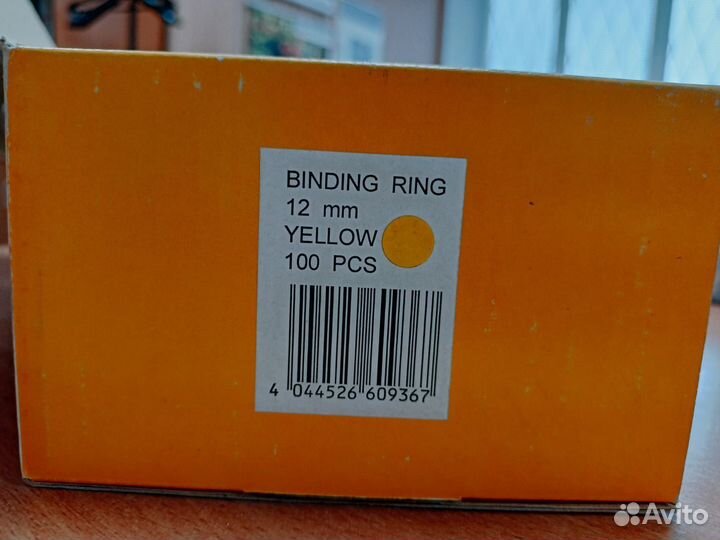 BINDING RING
12 mm
YELLOW
100 PCS
4 044526 609367
Avito